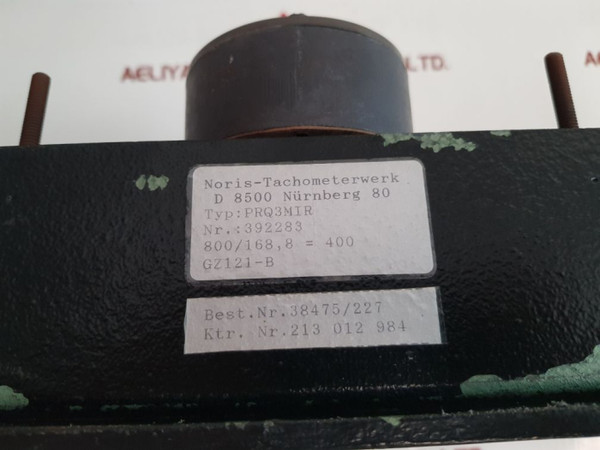 AELIYA LTD.
Noris-Tachometerwerk
D 8500 Nürnberg 80
Typ:PRQ3MIR
Nr.:392283
800/168,8 = 400
GZ121-B
Best.Nr.38475/227
Ktr. Nr.213 012 984